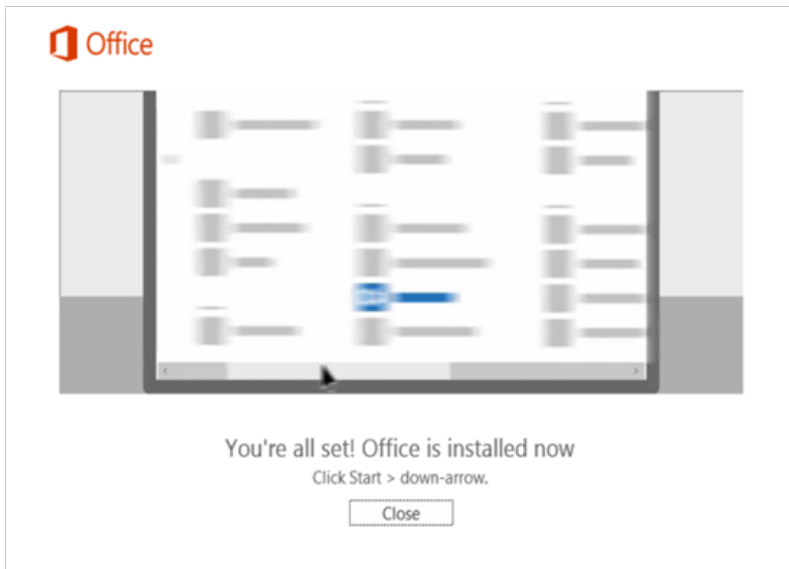 Office
You're all set! Office is installed now
Click Start > down-arrow.
Close